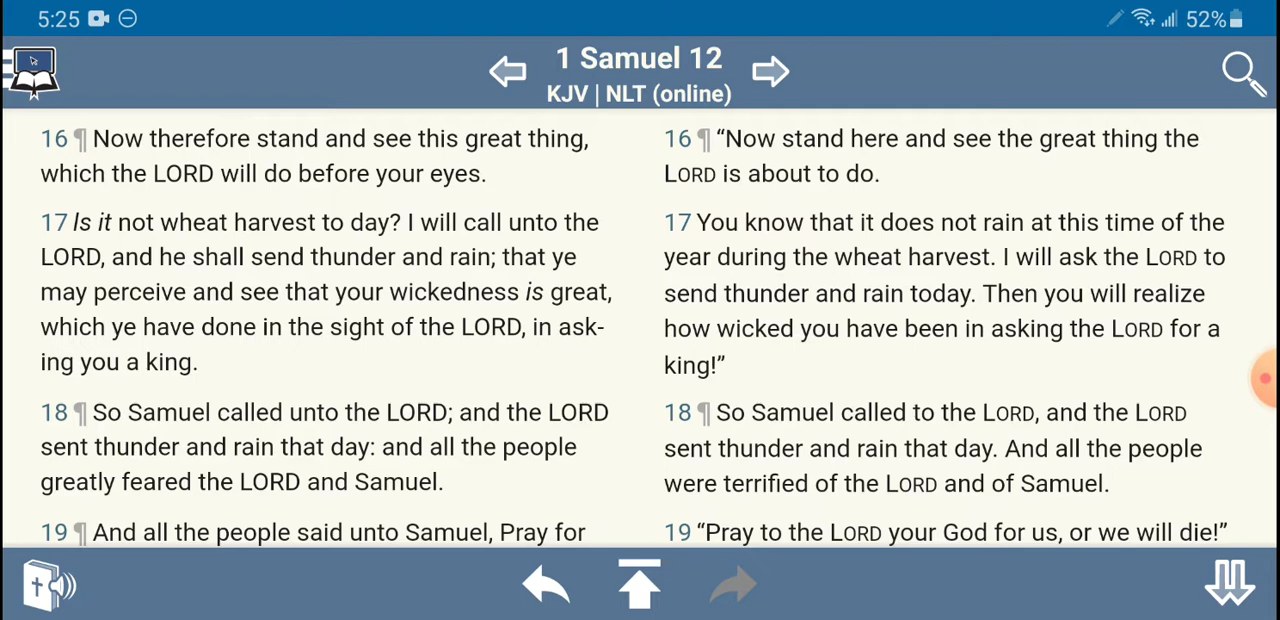 5:25
52%
1 Samuel 12
KJV | NLT (online)
16 ¶ Now therefore stand and see this great thing,
which the LORD will do before your eyes.
17 Is it not wheat harvest to day? I will call unto the
LORD, and he shall send thunder and rain; that ye
may perceive and see that your wickedness is great,
which ye have done in the sight of the LORD, in ask-
ing you a king.
18 ¶ So Samuel called unto the LORD; and the LORD
sent thunder and rain that day: and all the people
greatly feared the LORD and Samuel.
19 ¶ And all the people said unto Samuel, Pray for
16 ¶ “Now stand here and see the great thing the
LORD is about to do.
17 You know that it does not rain at this time of the
year during the wheat harvest. I will ask the LORD to
send thunder and rain today. Then you will realize
how wicked you have been in asking the LORD for a
king!”
18 ¶ So Samuel called to the LORD, and the LORD
sent thunder and rain that day. And all the people
were terrified of the LORD and of Samuel.
19 “Pray to the LORD your God for us, or we will die!”